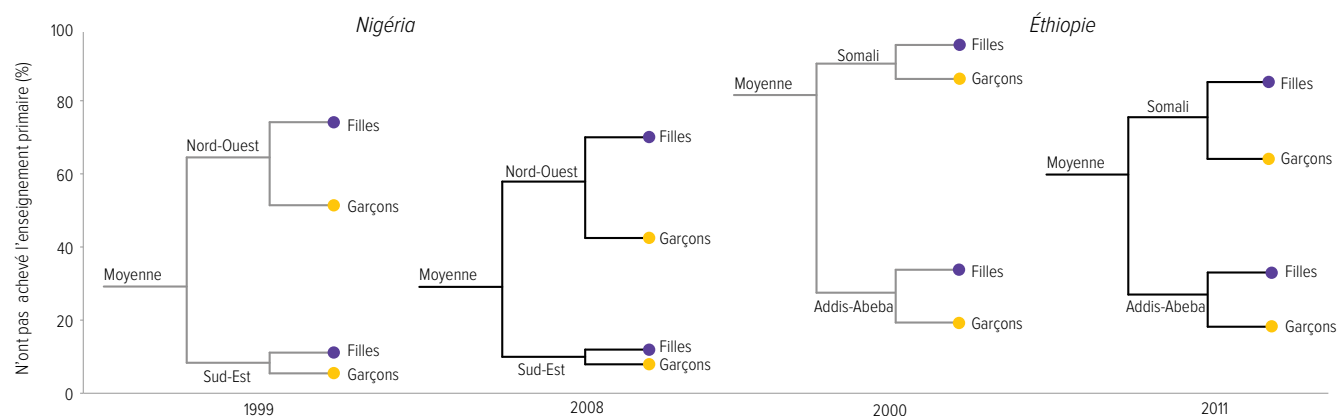 Nigéria
Éthiopie
N'ont pas achevé l'enseignement primaire (%)
100
80
60
40
20
0
Moyenne
Nord-Ouest
Filles
Garçons
Sud-Est
Filles
Garçons
1999
Moyenne
Nord-Ouest
Filles
Garçons
Sud-Est
Filles
Garçons
2008
Moyenne
Somali
Filles
Garçons
Addis-Abeba
Filles
Garçons
2000
Moyenne
Somali
Filles
Garçons
Addis-Abeba
Filles
Garçons
2011